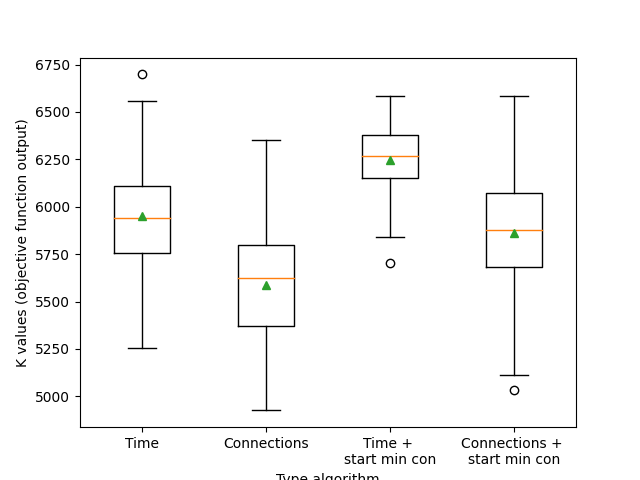 6750
6500
6250
6000
5750
5500
5250
5000
K values (objective function output)
Time
Connections
Time +
start min con
Connections +
start min con
Type algorithm